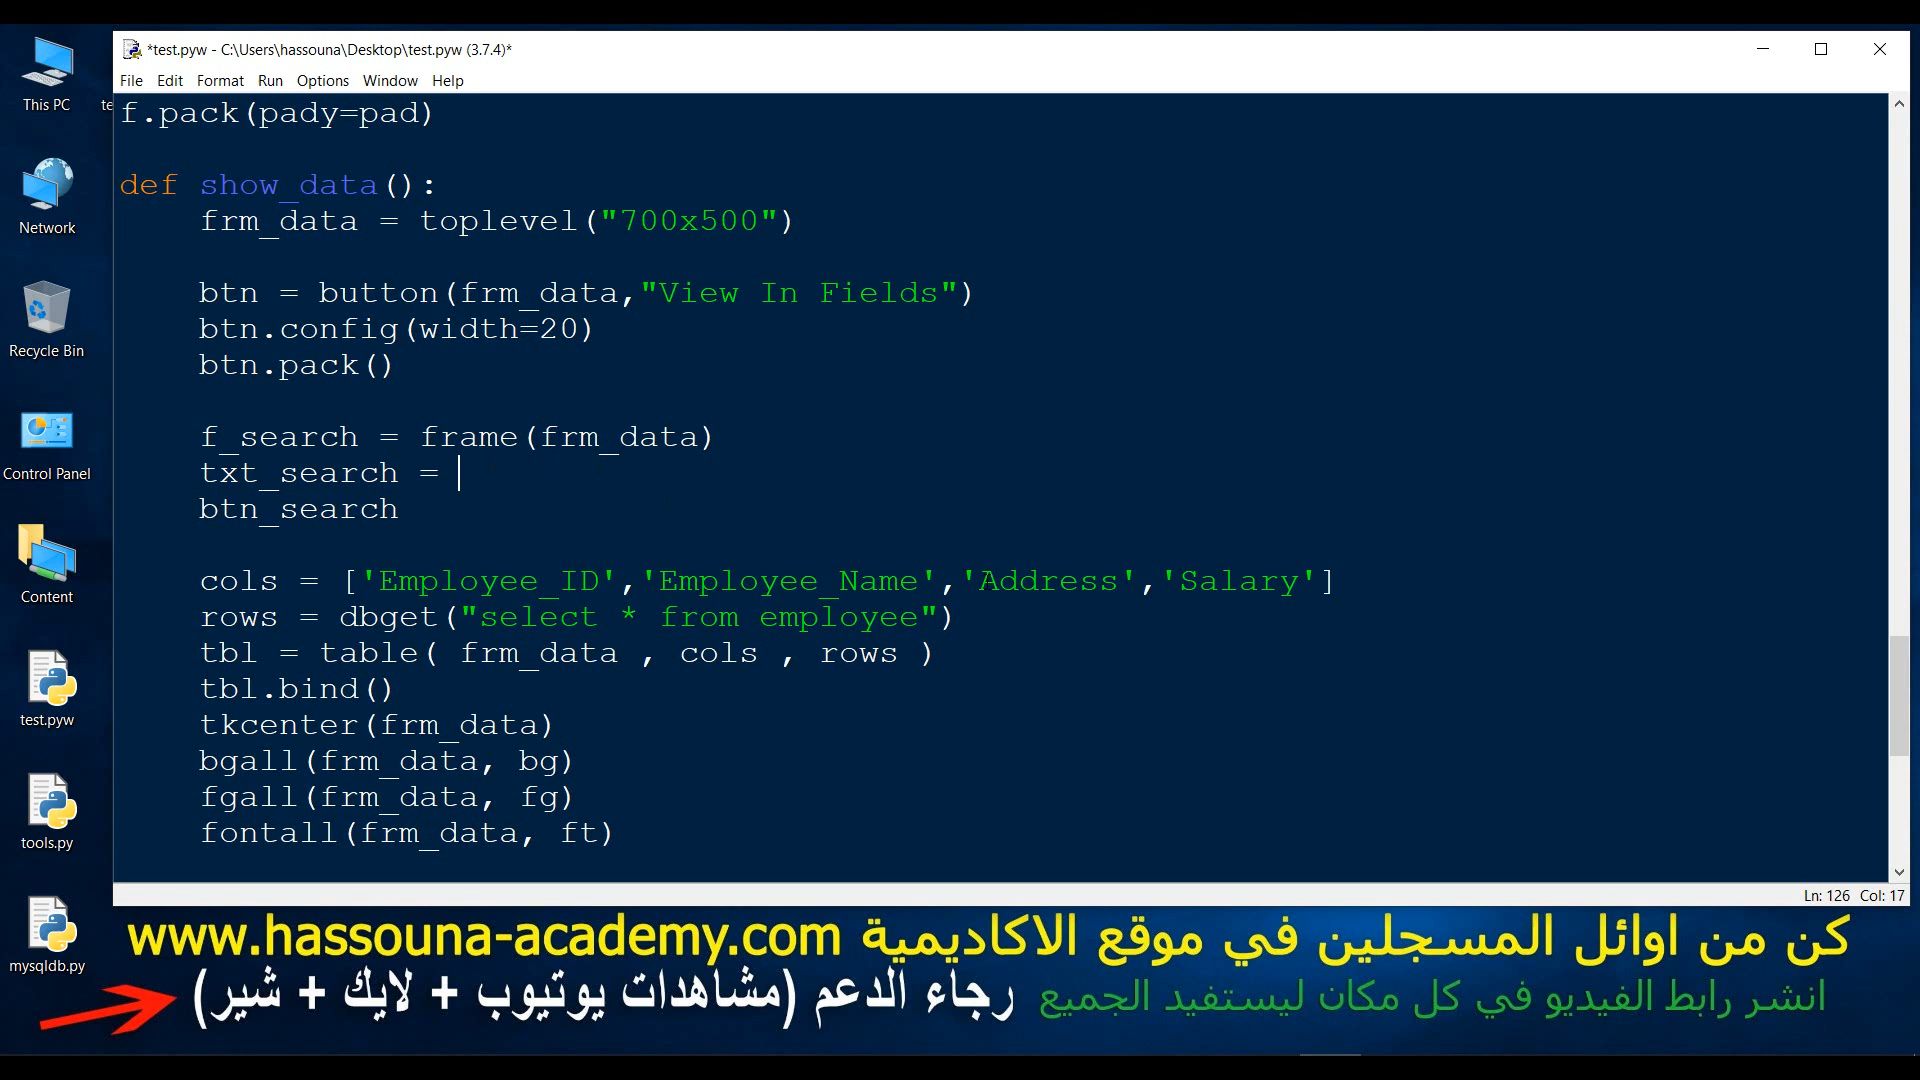 *test.pyw - C:\Users\hassouna\Desktop\test.pyw (3.7.4)*
File Edit Format Run Options Window Help
This PC
te
Network
Recycle Bin
Control Panel
Content
test.pyw
tools.py
mysqldb.py
f.pack(pady=pad)
def show_data():
    frm_data = toplevel("700x500")
    btn = button(frm_data,"View In Fields")
    btn.config(width=20)
    btn.pack()
    f_search = frame(frm_data)
    txt_search =
    btn_search
    cols = ['Employee_ID','Employee_Name','Address','Salary']
    rows = dbget("select * from employee")
    tbl = table( frm_data , cols , rows )
    tbl.bind()
    tkcenter(frm_data)
    bgall(frm_data, bg)
    fgall(frm_data, fg)
    fontall(frm_data, ft)
Ln: 126 Col: 17
كن من اوائل المسجلين في موقع الاكاديمية www.hassouna-academy.com
انشر رابط الفيديو في كل مكان ليستفيد الجميع رجاء الدعم (مشاهدات يوتيوب + لايك + شير)